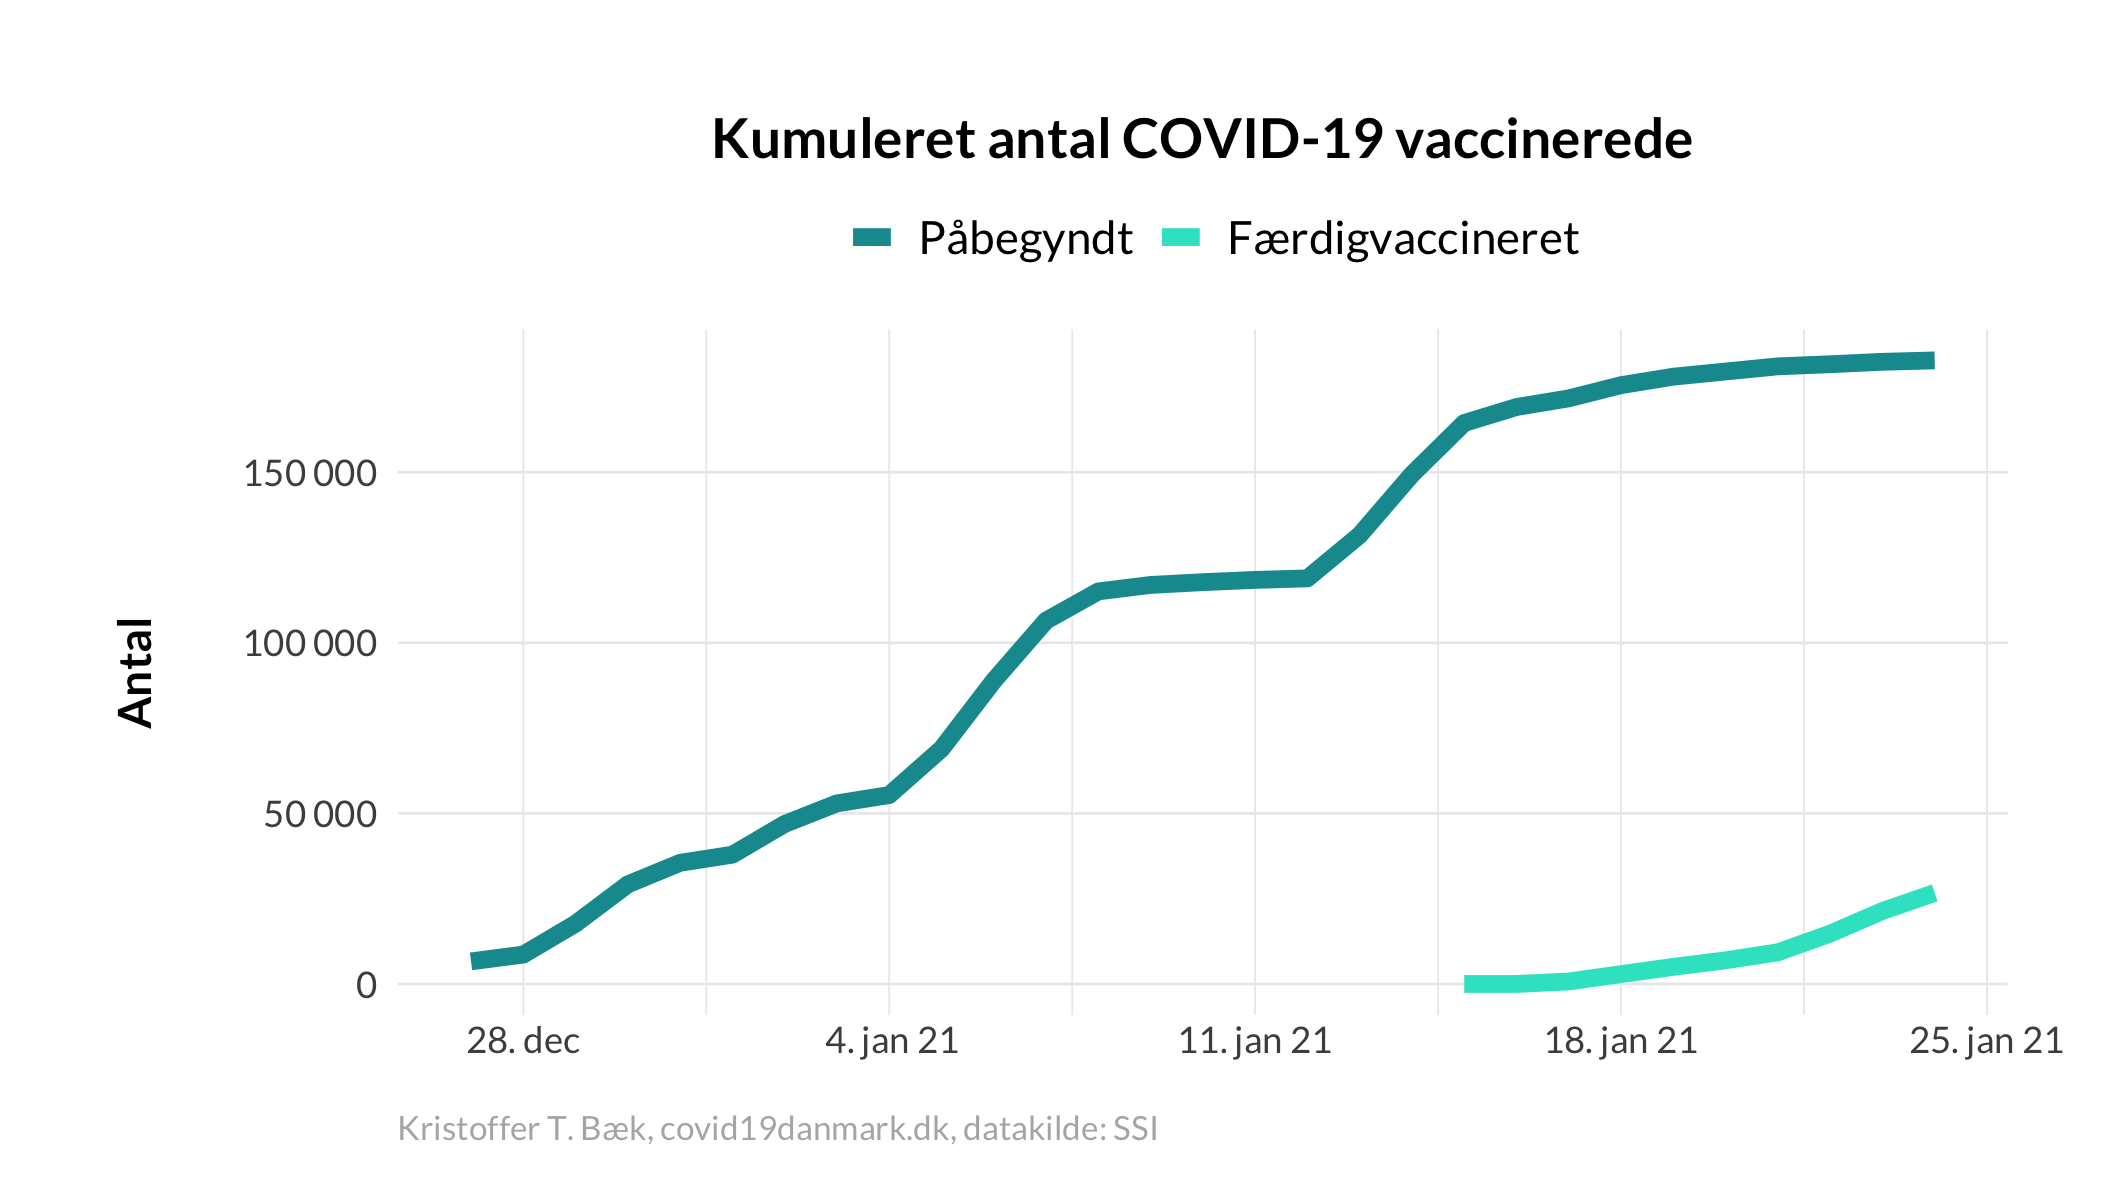 Kumuleret antal COVID-19 vaccinerede
Påbegyndt Færdigvaccineret
Antal
150 000
100 000
50 000
0
28. dec 4. jan 21 11. jan 21 18. jan 21 25. jan 21
Kristoffer T. Bæk, covid19danmark.dk, datakilde: SSI